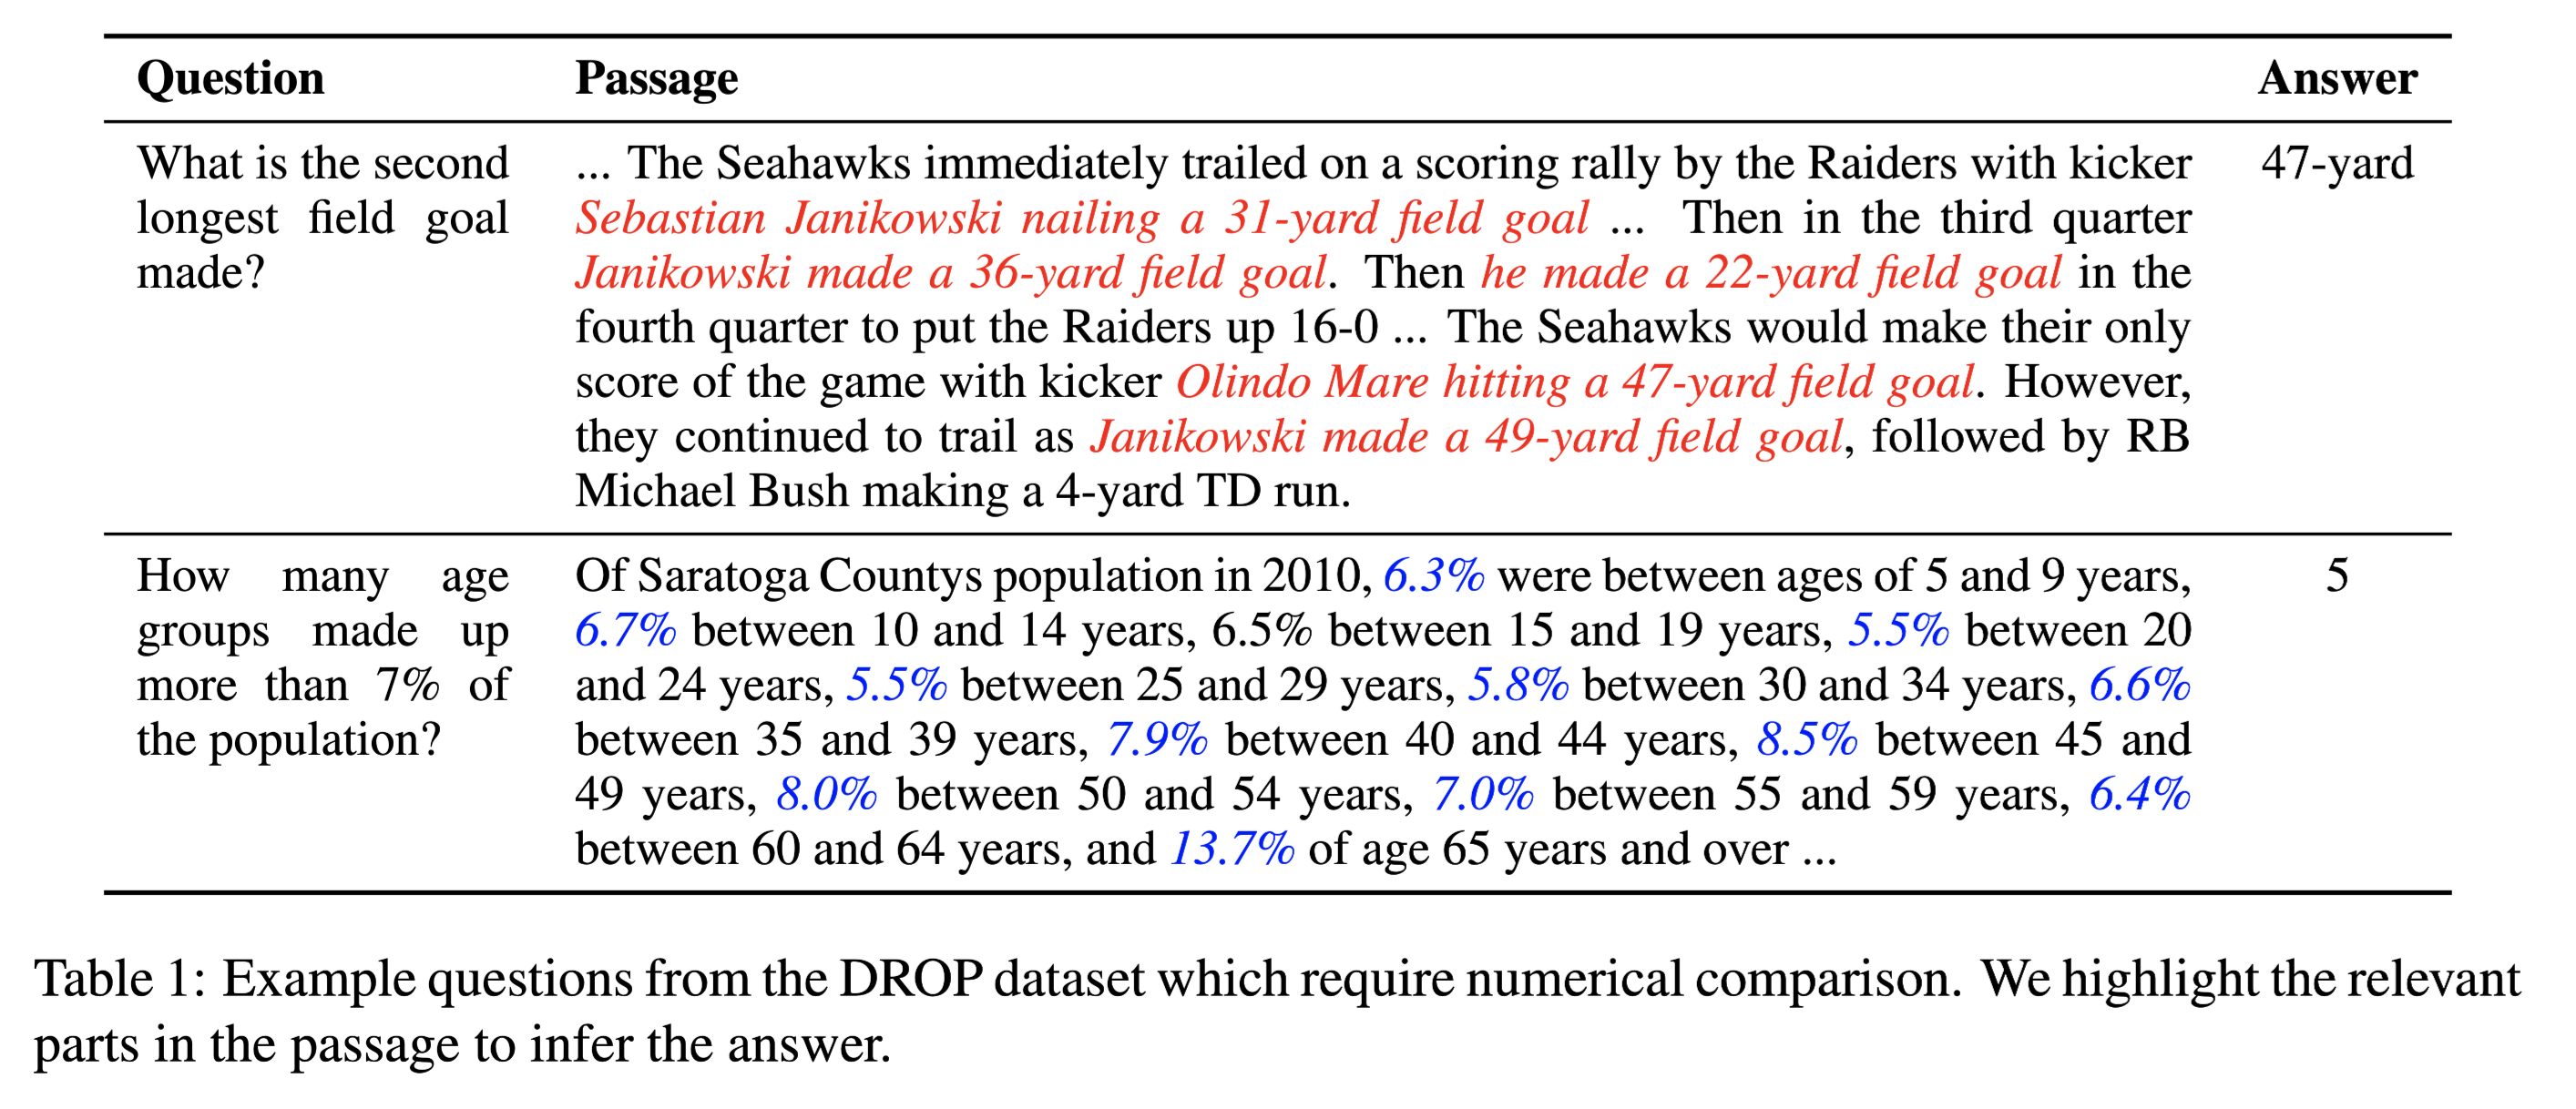 Question Passage Answer
What is the second
longest field goal
made?
... The Seahawks immediately trailed on a scoring rally by the Raiders with kicker
Sebastian Janikowski nailing a 31-yard field goal ... Then in the third quarter
Janikowski made a 36-yard field goal. Then he made a 22-yard field goal in the
fourth quarter to put the Raiders up 16-0 ... The Seahawks would make their only
score of the game with kicker Olindo Mare hitting a 47-yard field goal. However,
they continued to trail as Janikowski made a 49-yard field goal, followed by RB
Michael Bush making a 4-yard TD run.
47-yard
How many age
groups made up
more than 7% of
the population?
Of Saratoga Countys population in 2010, 6.3% were between ages of 5 and 9 years,
6.7% between 10 and 14 years, 6.5% between 15 and 19 years, 5.5% between 20
and 24 years, 5.5% between 25 and 29 years, 5.8% between 30 and 34 years, 6.6%
between 35 and 39 years, 7.9% between 40 and 44 years, 8.5% between 45 and
49 years, 8.0% between 50 and 54 years, 7.0% between 55 and 59 years, 6.4%
between 60 and 64 years, and 13.7% of age 65 years and over ...
5
Table 1: Example questions from the DROP dataset which require numerical comparison. We highlight the relevant
parts in the passage to infer the answer.